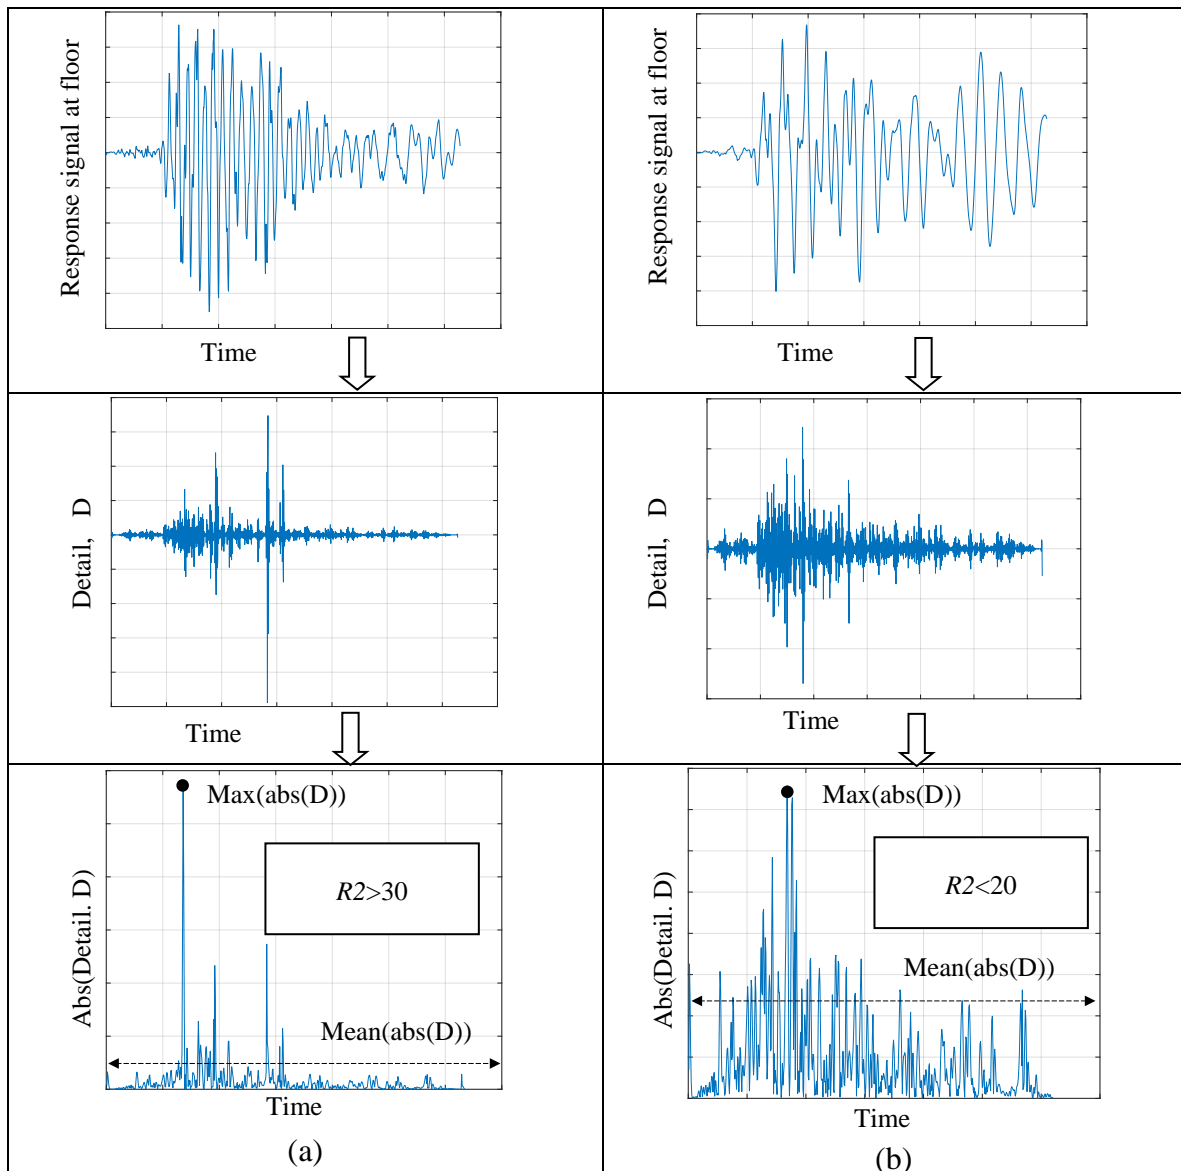 Response signal at floor
Time
Response signal at floor
Time
Detail, D
Time
Detail, D
Time
Max(abs(D))
R2>30
Abs(Detail. D)
Mean(abs(D))
Time
(a)
Max(abs(D))
R2<20
Abs(Detail. D)
Mean(abs(D))
Time
(b)